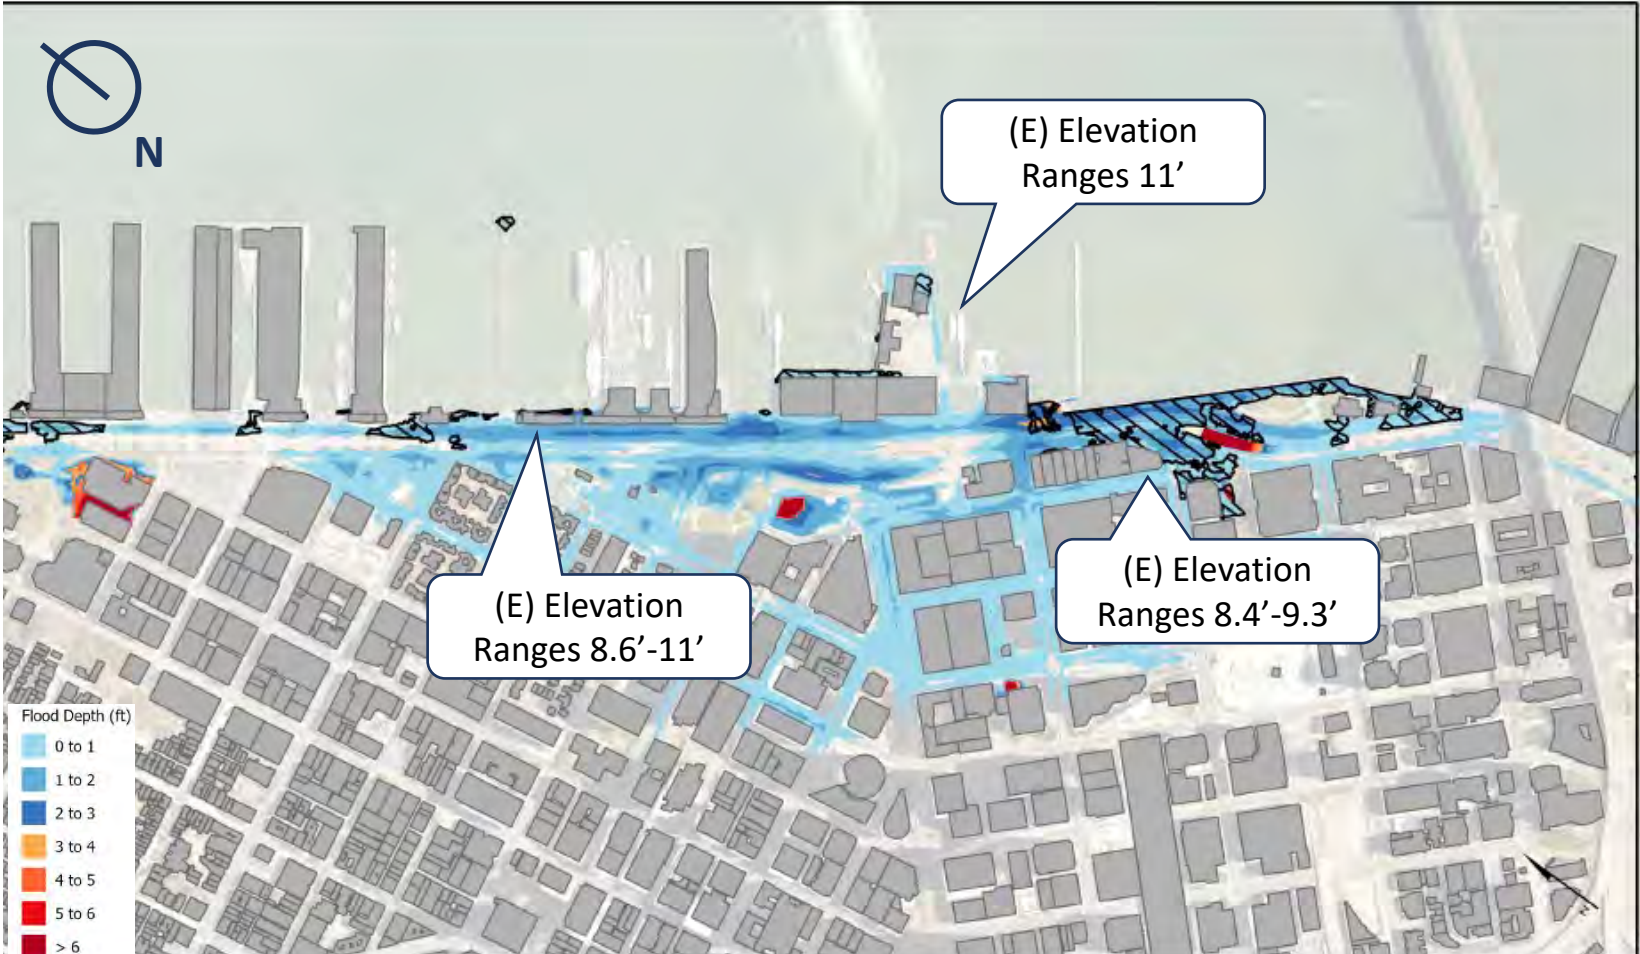 N
(E) Elevation
Ranges 11’
(E) Elevation
Ranges 8.6’-11’
(E) Elevation
Ranges 8.4’-9.3’
Flood Depth (ft)
0 to 1
1 to 2
2 to 3
3 to 4
4 to 5
5 to 6
> 6